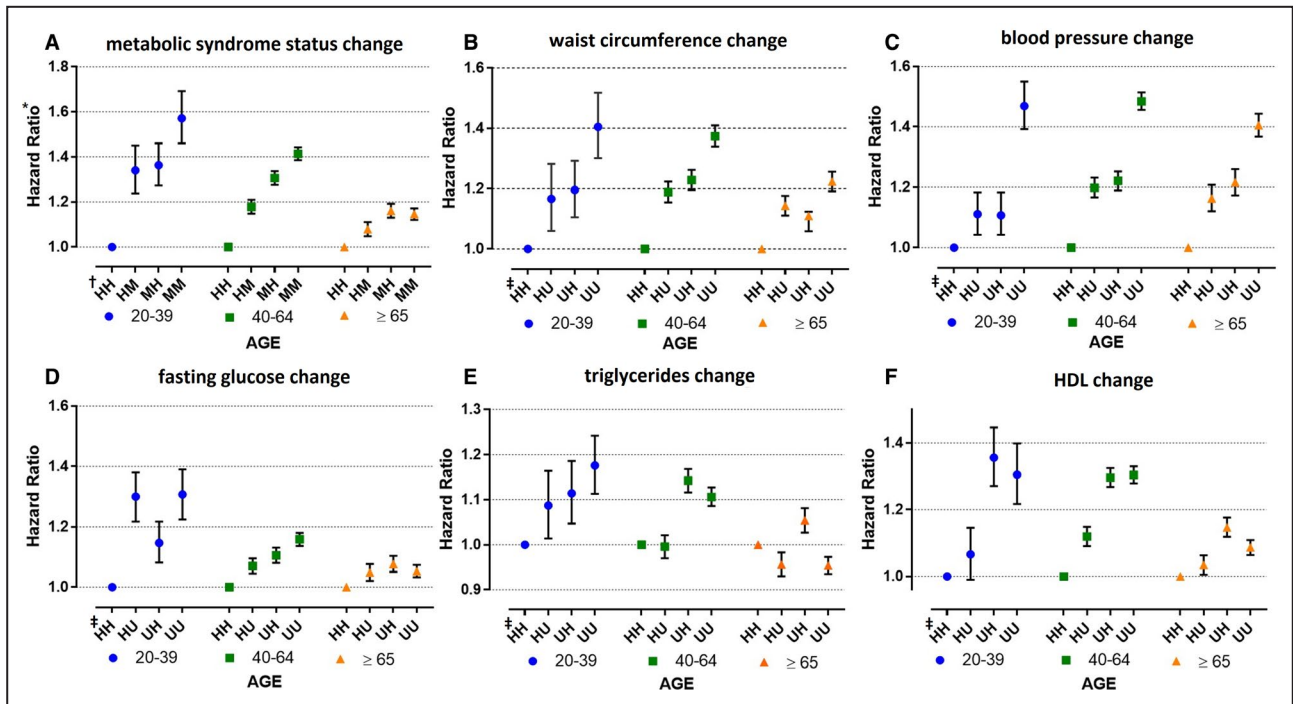 A metabolic syndrome status change
Hazard Ratio*
1.8
1.6
1.4
1.2
1.0
† HH HM MH MM HH HM MH MM HH HM MH MM
20-39 40-64 ≥ 65
AGE
B waist circumference change
Hazard Ratio
1.6
1.4
1.2
1.0
‡ HH HU UH UU HH HU UH UU HH HU UH UU
20-39 40-64 ≥ 65
AGE
C blood pressure change
Hazard Ratio
1.6
1.4
1.2
1.0
‡ HH HU UH UU HH HU UH UU HH HU UH UU
20-39 40-64 ≥ 65
AGE
D fasting glucose change
Hazard Ratio
1.6
1.4
1.2
1.0
‡ HH HU UH UU HH HU UH UU HH HU UH UU
20-39 40-64 ≥ 65
AGE
E triglycerides change
Hazard Ratio
1.3
1.2
1.1
1.0
0.9
‡ HH HU UH UU HH HU UH UU HH HU UH UU
20-39 40-64 ≥ 65
AGE
F HDL change
Hazard Ratio
1.4
1.2
1.0
‡ HH HU UH UU HH HU UH UU HH HU UH UU
20-39 40-64 ≥ 65
AGE